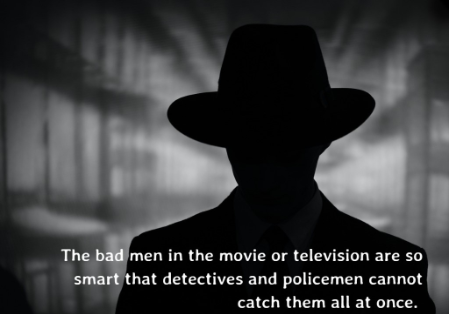 The bad men in the movie or television are so
smart that detectives and policemen cannot
catch them all at once.